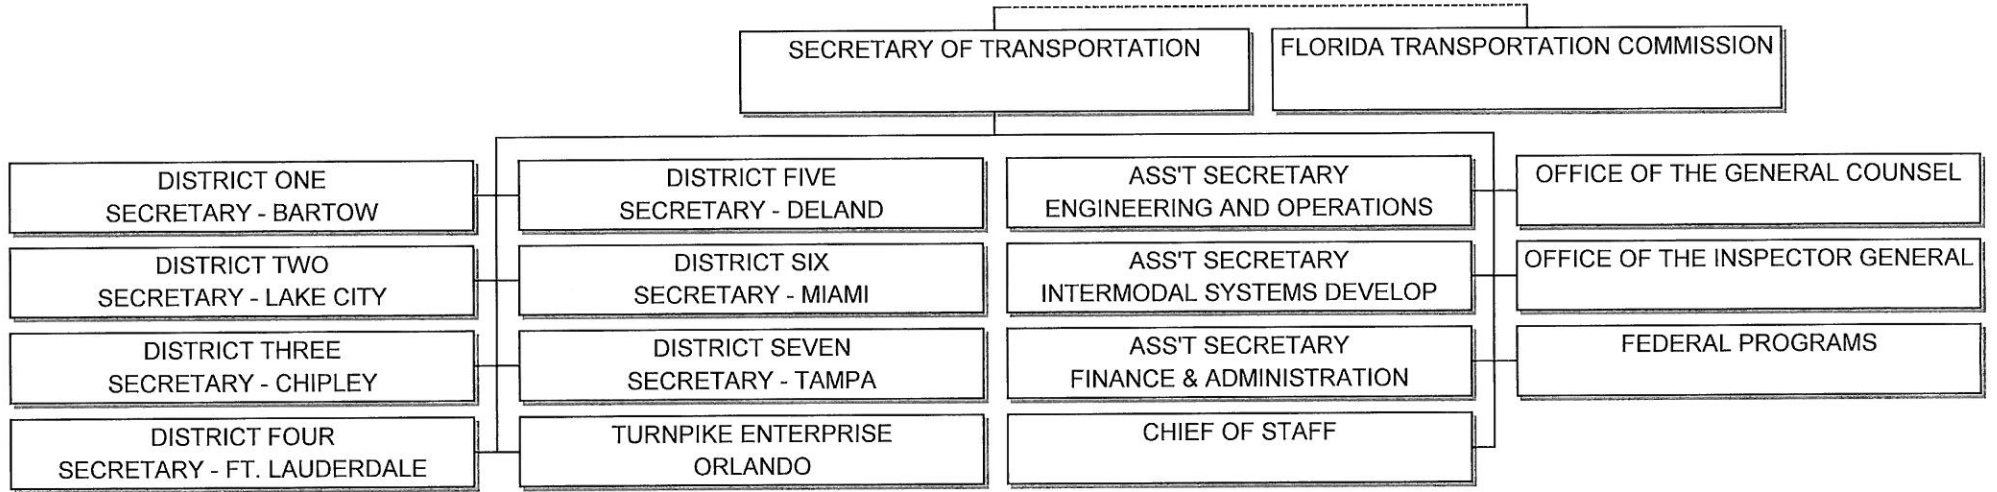 SECRETARY OF TRANSPORTATION
FLORIDA TRANSPORTATION COMMISSION
DISTRICT ONE
SECRETARY - BARTOW
DISTRICT FIVE
SECRETARY - DELAND
ASS'T SECRETARY
ENGINEERING AND OPERATIONS
OFFICE OF THE GENERAL COUNSEL
DISTRICT TWO
SECRETARY - LAKE CITY
DISTRICT SIX
SECRETARY - MIAMI
ASS'T SECRETARY
INTERMODAL SYSTEMS DEVELOP
OFFICE OF THE INSPECTOR GENERAL
DISTRICT THREE
SECRETARY - CHIPLEY
DISTRICT SEVEN
SECRETARY - TAMPA
ASS'T SECRETARY
FINANCE & ADMINISTRATION
FEDERAL PROGRAMS
DISTRICT FOUR
SECRETARY - FT. LAUDERDALE
TURNPIKE ENTERPRISE
ORLANDO
CHIEF OF STAFF